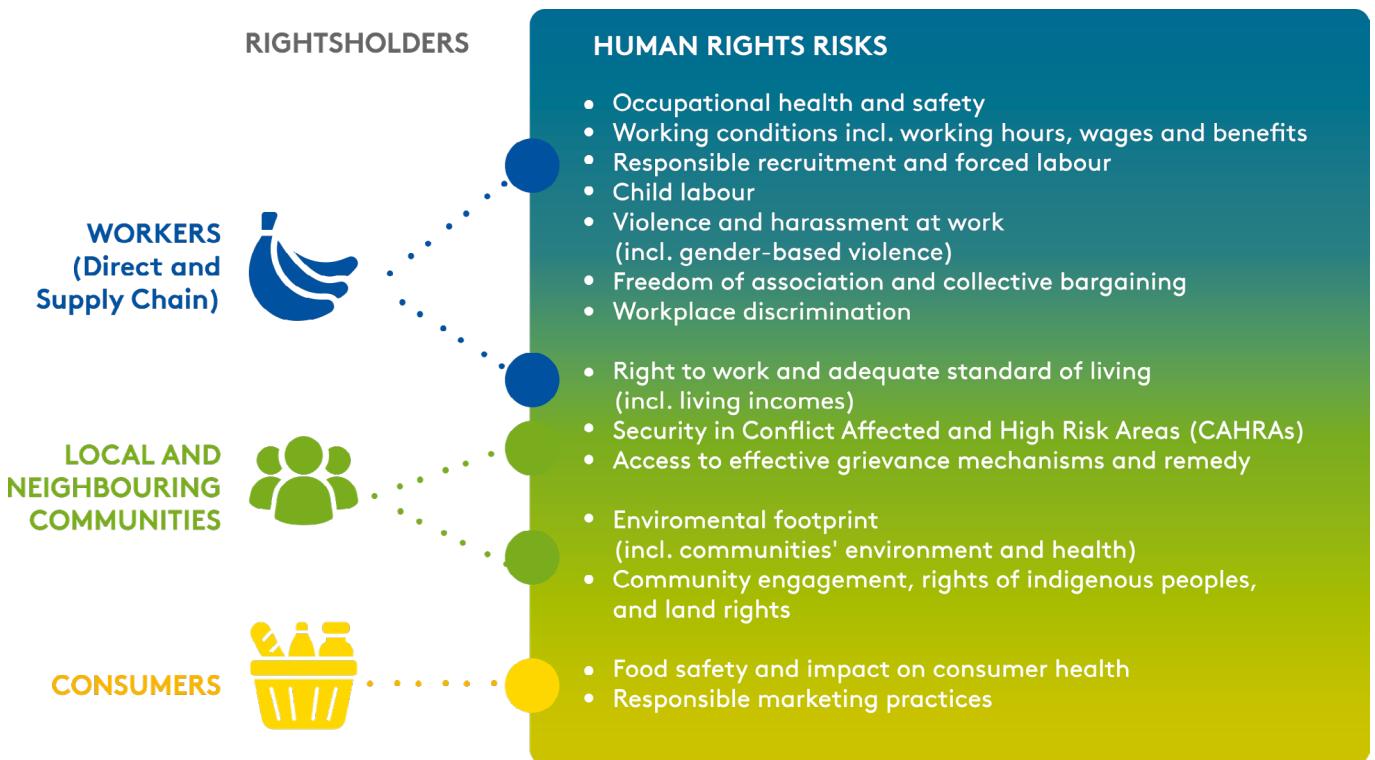 RIGHTSHOLDERS
HUMAN RIGHTS RISKS
WORKERS
(Direct and
Supply Chain)
• Occupational health and safety
• Working conditions incl. working hours, wages and benefits
• Responsible recruitment and forced labour
• Child labour
• Violence and harassment at work
(incl. gender-based violence)
• Freedom of association and collective bargaining
• Workplace discrimination
• Right to work and adequate standard of living
(incl. living incomes)
• Security in Conflict Affected and High Risk Areas (CAHRAs)
• Access to effective grievance mechanisms and remedy
LOCAL AND
NEIGHBOURING
COMMUNITIES
• Enviromental footprint
(incl. communities' environment and health)
• Community engagement, rights of indigenous peoples,
and land rights
CONSUMERS
• Food safety and impact on consumer health
• Responsible marketing practices